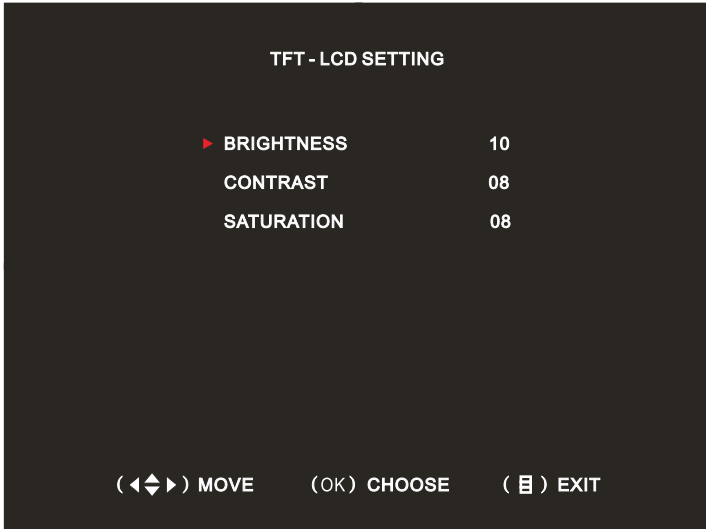 TFT - LCD SETTING
BRIGHTNESS 10
CONTRAST 08
SATURATION 08
( ) MOVE (OK) CHOOSE ( ) EXIT